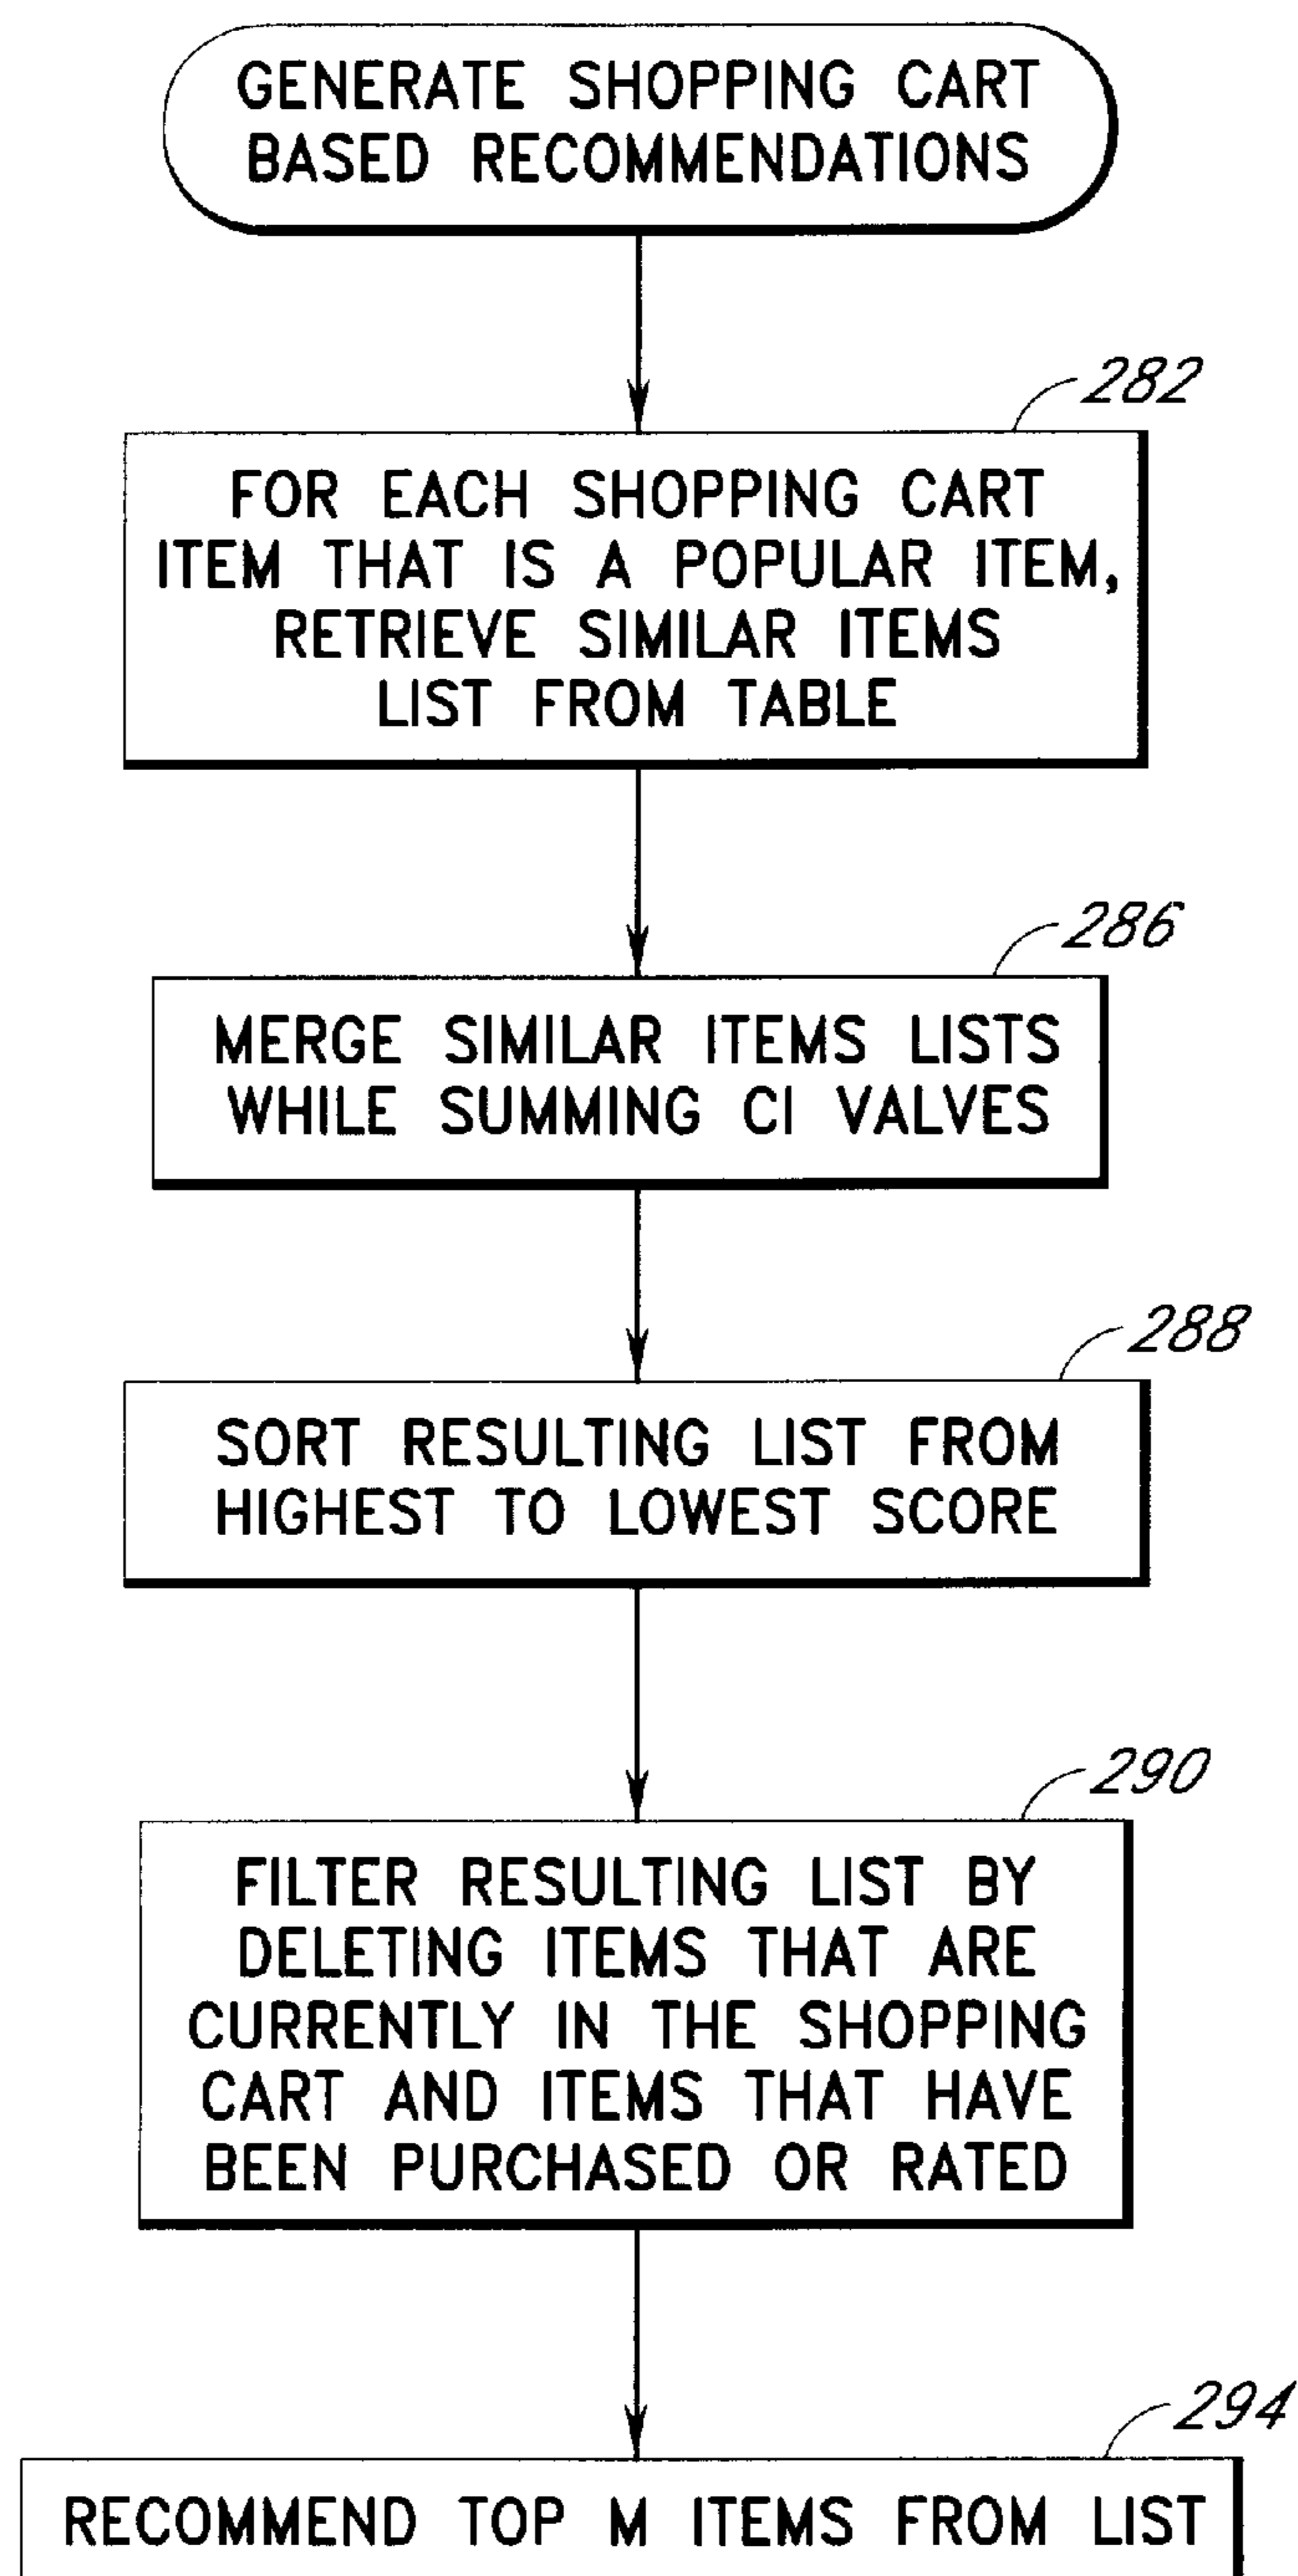 GENERATE SHOPPING CART
BASED RECOMMENDATIONS
282
FOR EACH SHOPPING CART
ITEM THAT IS A POPULAR ITEM,
RETRIEVE SIMILAR ITEMS
LIST FROM TABLE
286
MERGE SIMILAR ITEMS LISTS
WHILE SUMMING CI VALVES
288
SORT RESULTING LIST FROM
HIGHEST TO LOWEST SCORE
290
FILTER RESULTING LIST BY
DELETING ITEMS THAT ARE
CURRENTLY IN THE SHOPPING
CART AND ITEMS THAT HAVE
BEEN PURCHASED OR RATED
294
RECOMMEND TOP M ITEMS FROM LIST